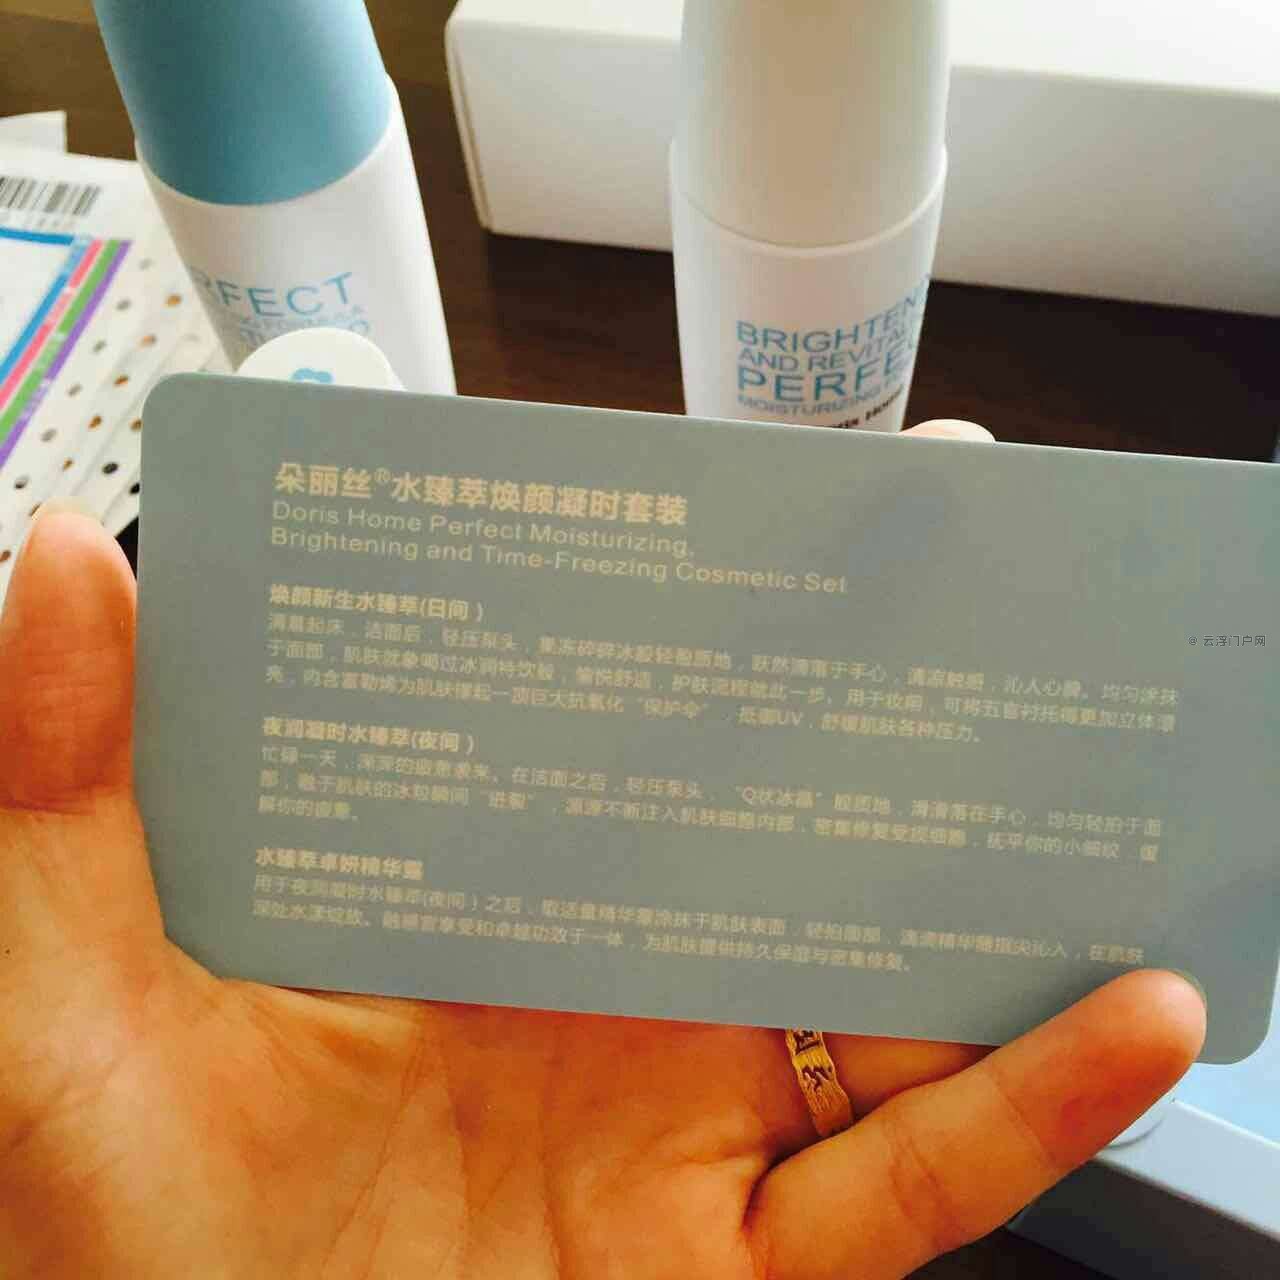 RFECT
BRIGHTEN
AND REVITAL
PERFE
MOISTURIZING
朵丽丝®水臻萃焕颜凝时套装
Doris Home Perfect Moisturizing,
Brightening and Time-Freezing Cosmetic Set
焕颜新生水臻萃(日间)
清晨起床，洁面后，轻压泵头，果冻碎碎冰般轻盈质地，跃然滑落于手心，清凉触感，沁人心脾。均匀涂抹
于面部，肌肤就象喝过冰润特饮般，愉悦舒适，护肤流程就此一步。用于妆前，可将五官衬托得更加立体漂
亮，内含富勒烯为肌肤撑起一顶巨大抗氧化“保护伞”，抵御UV，舒缓肌肤各种压力。
夜润凝时水臻萃(夜间)
忙碌一天，深深的疲惫袭来。在洁面之后，轻压泵头，“Q状冰晶”般质地，滑滑落在手心，均匀轻拍于面
部，融于肌肤的冰粒瞬间“迸裂”，源源不断注入肌肤细胞内部，密集修复受损细胞，抚平你的小细纹，缓
解你的疲惫。
水臻萃卓妍精华露
用于夜润凝时水臻萃(夜间)之后，取适量精华露涂抹于肌肤表面，轻拍面部，滴滴精华随指尖沁入，在肌肤
深处水漾绽放。融感官享受和卓越功效于一体，为肌肤提供持久保湿与密集修复。
© 云浮门户网